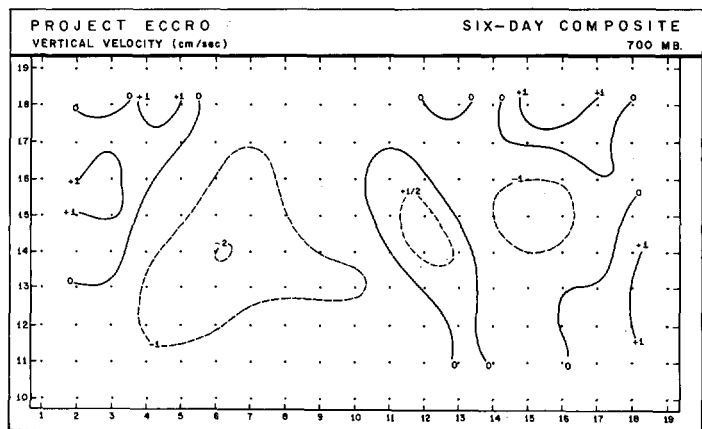 PROJECT ECCRO SIX-DAY COMPOSITE
VERTICAL VELOCITY (cm/sec) 700 MB.
19
18 0 0 +1 +1 0 0 0 0 +1 +1 0
17
16 +1 -1
15 +1 +1/2 0
14 -2 +1
13 0
12
11 -1 0 0 0 +1
10
1 2 3 4 5 6 7 8 9 10 11 12 13 14 15 16 17 18 19